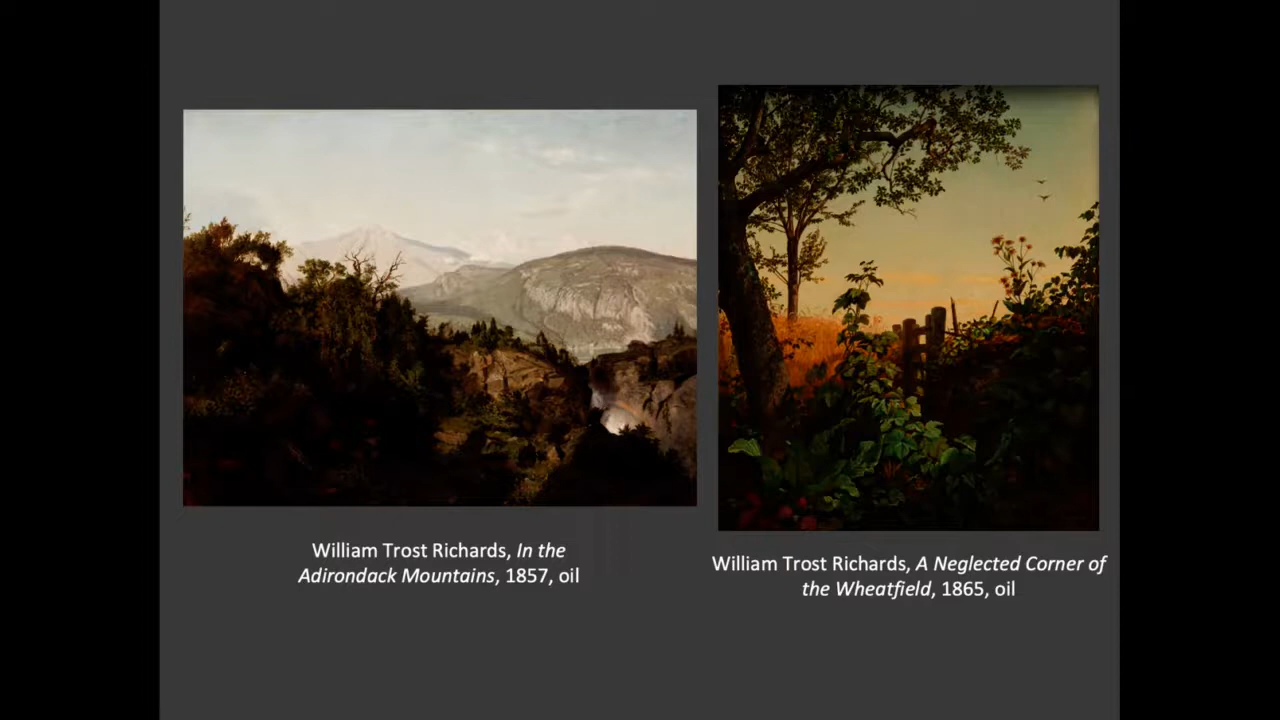 William Trost Richards, In the
Adirondack Mountains, 1857, oil
William Trost Richards, A Neglected Corner of
the Wheatfield, 1865, oil